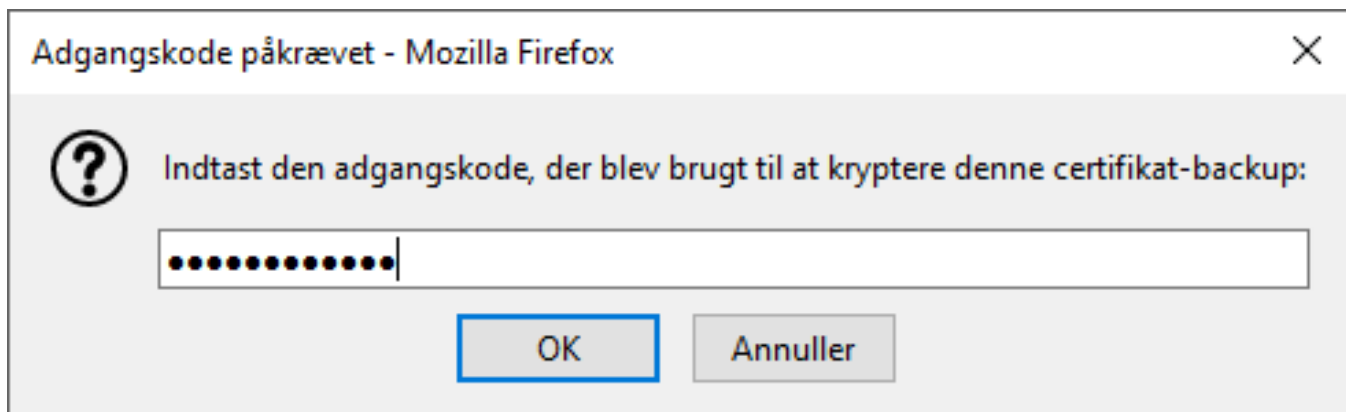 Adgangskode påkrævet - Mozilla Firefox
Indtast den adgangskode, der blev brugt til at kryptere denne certifikat-backup:
●●●●●●●●●●●●
OK
Annuller